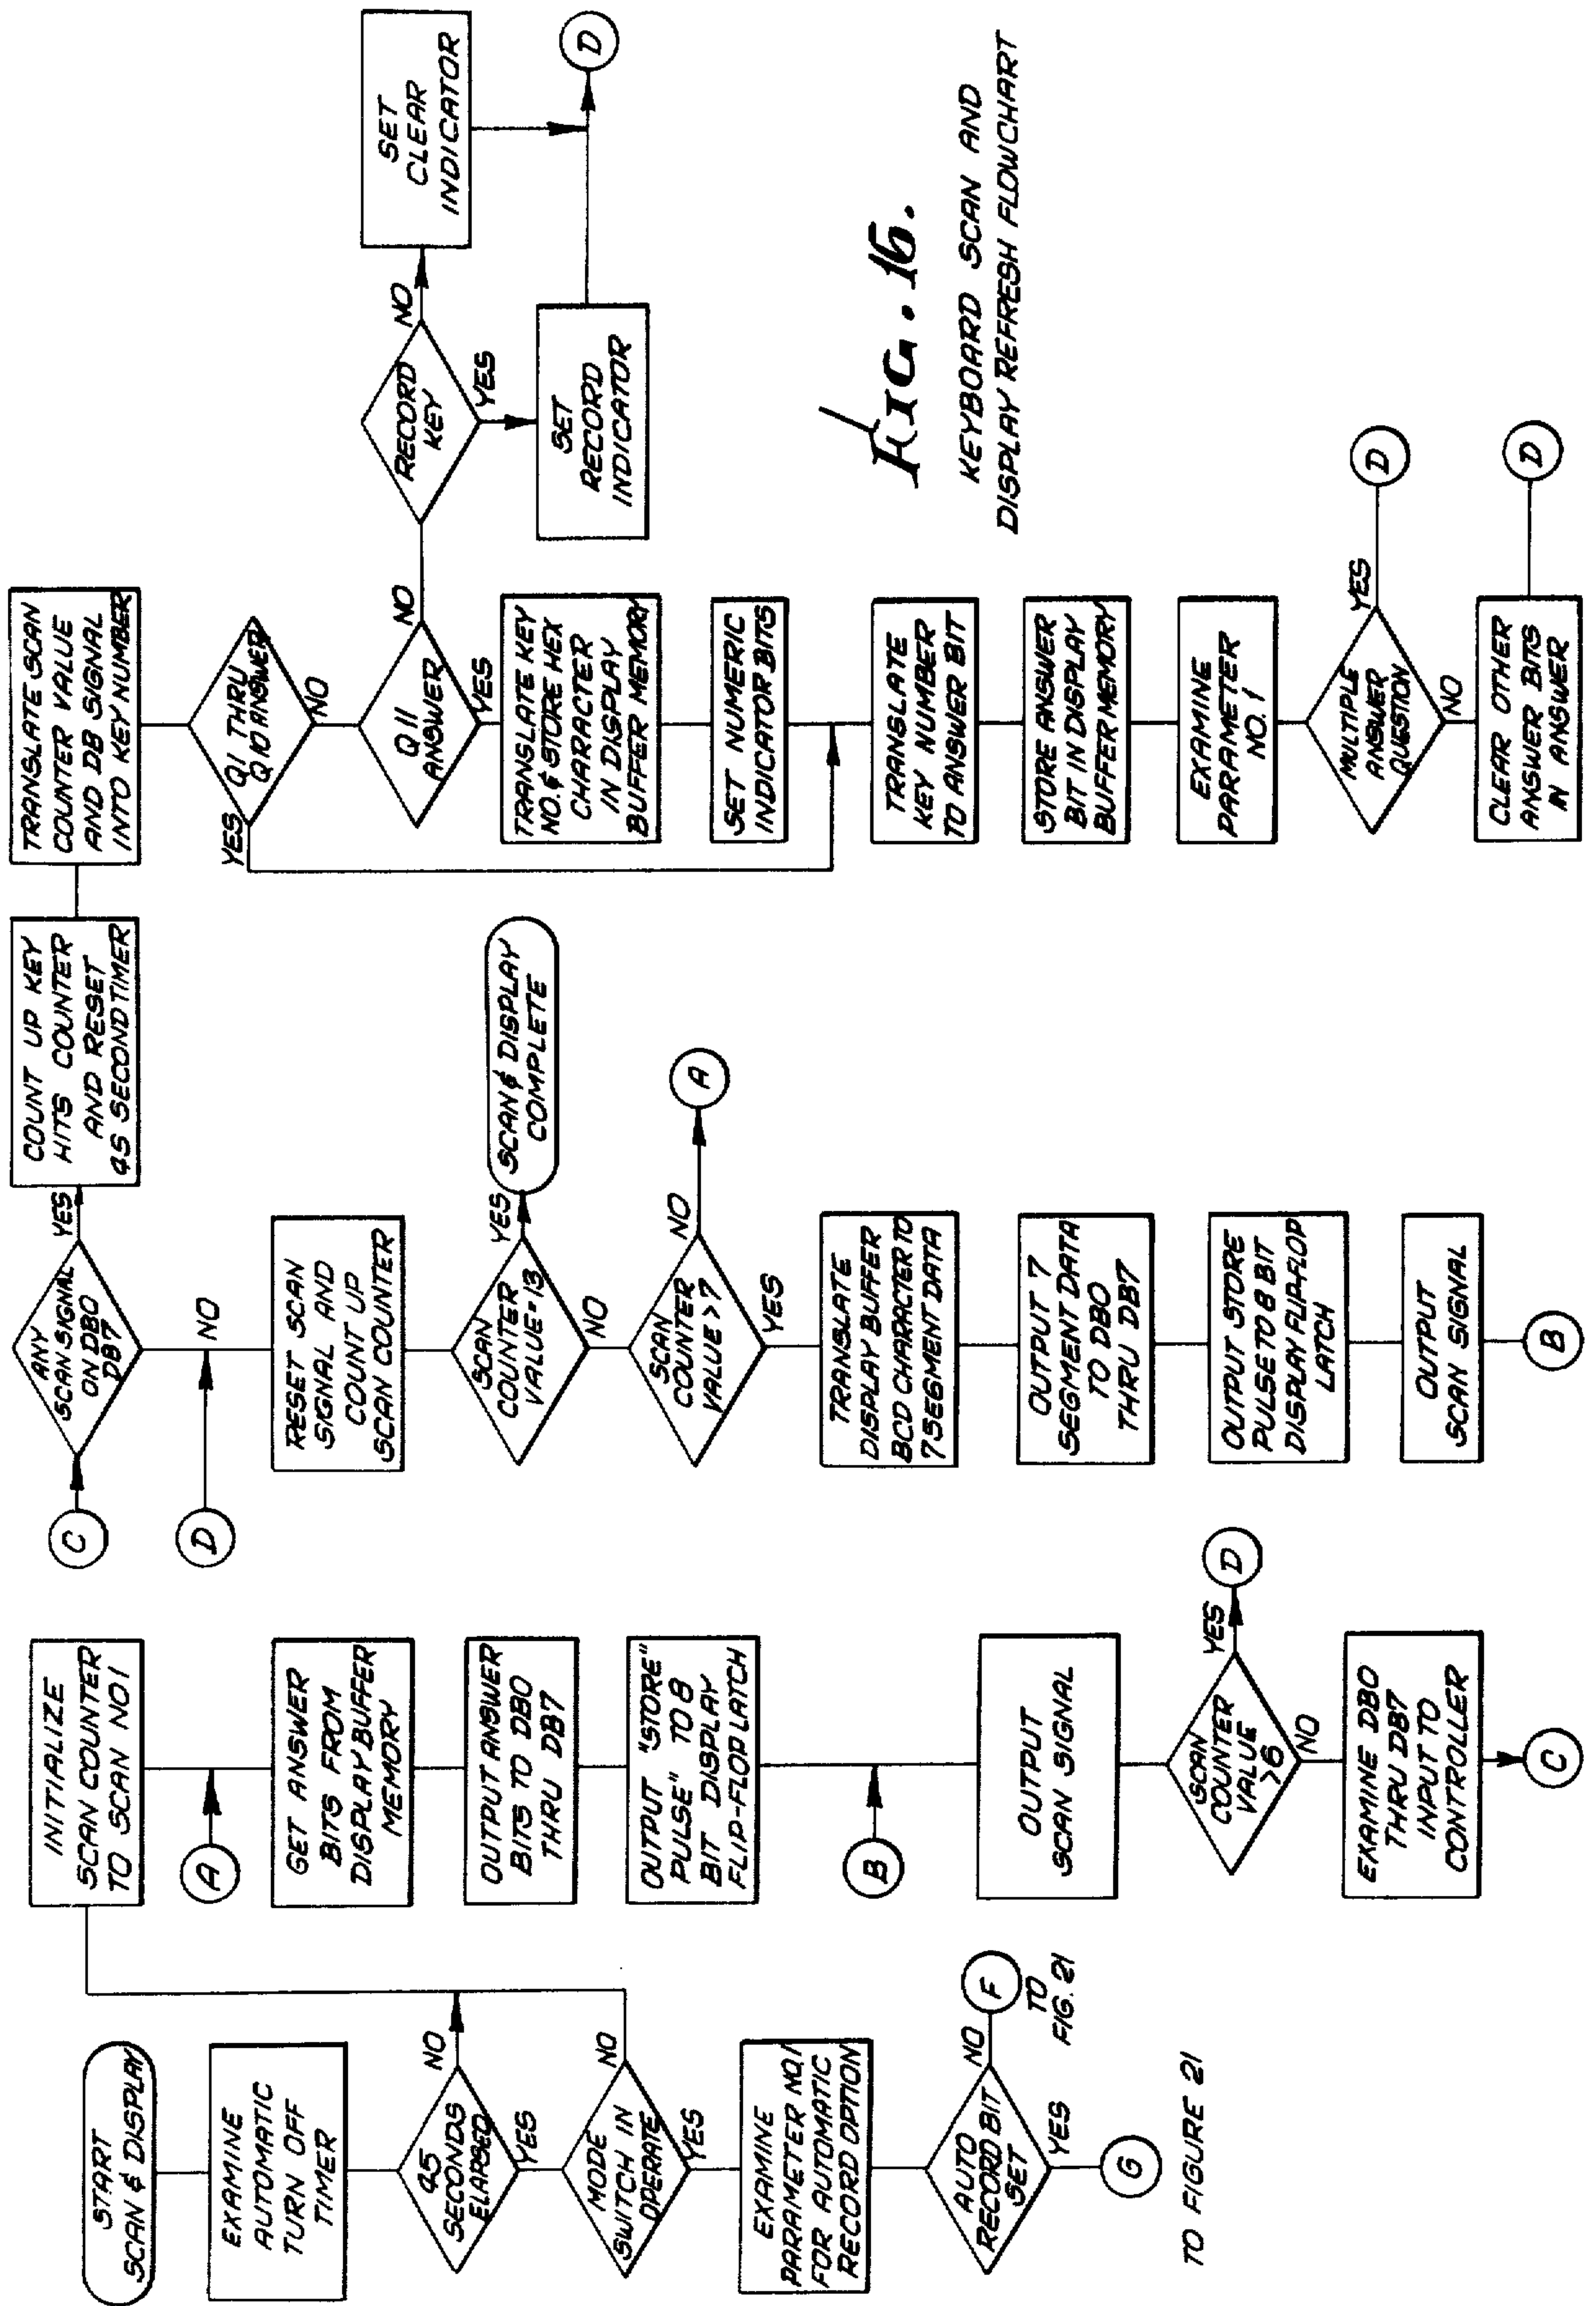 START
SCAN & DISPLAY
EXAMINE
AUTOMATIC
TURN OFF
TIMER
45
SECONDS
ELAPSED
NO
YES
MODE
SWITCH IN
OPERATE
NO
YES
EXAMINE
PARAMETER NO.1
FOR AUTOMATIC
RECORD OPTION
AUTO
RECORD BIT
SET
NO
F
TO
FIG. 21
YES
G
TO FIGURE 21
INITIALIZE
SCAN COUNTER
TO SCAN NO 1
A
GET ANSWER
BITS FROM
DISPLAY BUFFER
MEMORY
OUTPUT ANSWER
BITS TO DB0
THRU DB7
OUTPUT "STORE"
PULSE" TO 8
BIT DISPLAY
FLIP-FLOP LATCH
B
OUTPUT
SCAN SIGNAL
SCAN
COUNTER
VALUE
>6
YES
D
NO
EXAMINE DB0
THRU DB7
INPUT TO
CONTROLLER
C
C
ANY
SCAN SIGNAL
ON DB0
DB7
YES
NO
D
RESET SCAN
SIGNAL AND
COUNT UP
SCAN COUNTER
SCAN
COUNTER
VALUE=13
YES
SCAN & DISPLAY
COMPLETE
NO
SCAN
COUNTER
VALUE >7
NO
A
YES
TRANSLATE
DISPLAY BUFFER
BCD CHARACTER TO
7 SEGMENT DATA
OUTPUT 7
SEGMENT DATA
TO DB0
THRU DB7
OUTPUT STORE
PULSE TO 8 BIT
DISPLAY FLIP-FLOP
LATCH
OUTPUT
SCAN SIGNAL
B
COUNT UP KEY
HITS COUNTER
AND RESET
45 SECOND TIMER
TRANSLATE SCAN
COUNTER VALUE
AND DB SIGNAL
INTO KEY NUMBER
Q1 THRU
Q10 ANSWER
YES
NO
Q 11
ANSWER
NO
YES
TRANSLATE KEY
NO. & STORE HEX
CHARACTER
IN DISPLAY
BUFFER MEMORY
SET NUMERIC
INDICATOR BITS
TRANSLATE
KEY NUMBER
TO ANSWER BIT
STORE ANSWER
BIT IN DISPLAY
BUFFER MEMORY
EXAMINE
PARAMETER
NO. 1
MULTIPLE
ANSWER
QUESTION
YES
D
NO
CLEAR OTHER
ANSWER BITS
IN ANSWER
D
RECORD
KEY
NO
YES
SET
CLEAR
INDICATOR
SET
RECORD
INDICATOR
D
FIG. 16.
KEYBOARD SCAN AND
DISPLAY REFRESH FLOWCHART